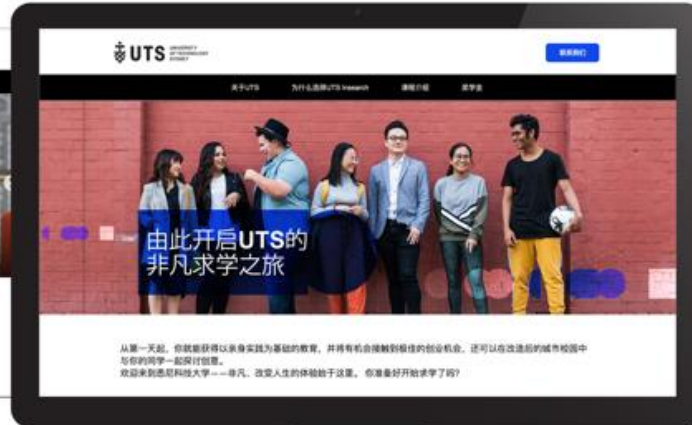 UTS UNIVERSITY
OF TECHNOLOGY
SYDNEY
联系我们
关于UTS 为什么选择UTS Insearch 课程介绍 奖学金
由此开启UTS的
非凡求学之旅
从第一天起，你就能获得以亲身实践为基础的教育，并将有机会接触到极佳的创业机会，还可以在改造后的城市校园中
与你的同学一起探讨创意。
欢迎来到悉尼科技大学——非凡、改变人生的体验始于这里。 你准备好开始求学了吗？